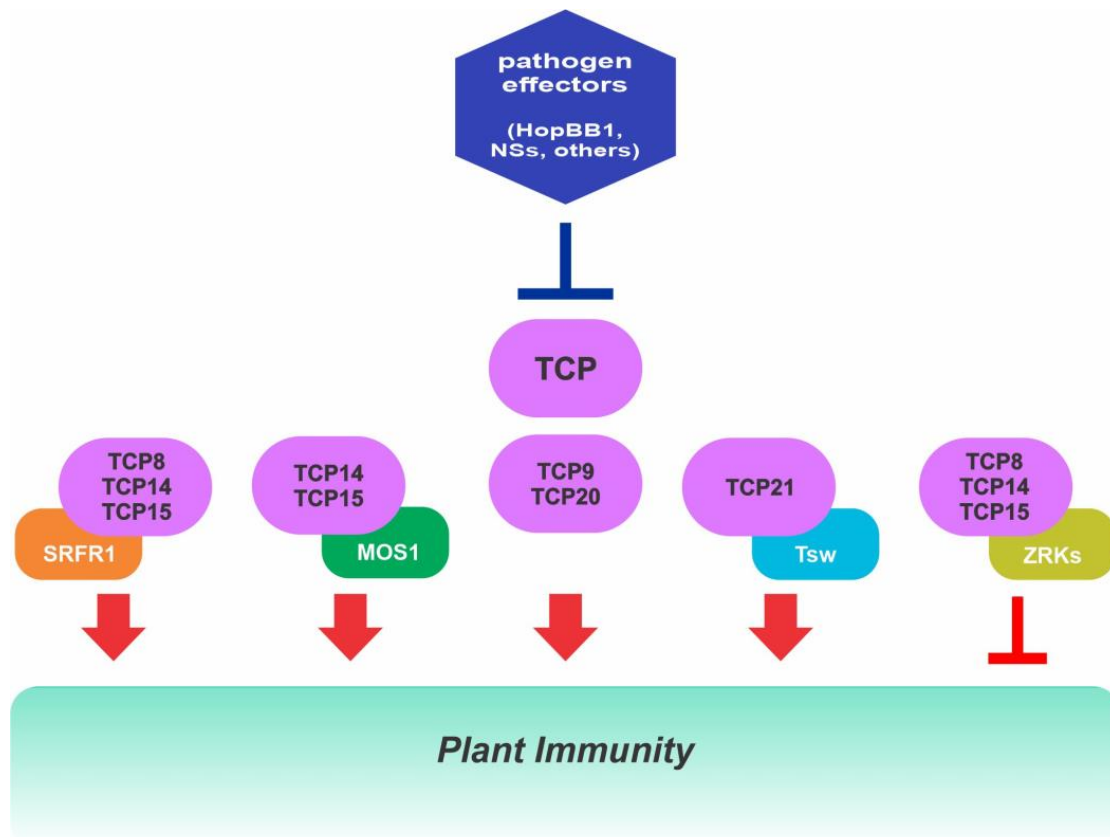 pathogen
effectors
(HopBB1,
NSs, others)
TCP
TCP8
TCP14
TCP15
SRFR1
TCP14
TCP15
MOS1
TCP9
TCP20
TCP21
Tsw
TCP8
TCP14
TCP15
ZRKs
Plant Immunity